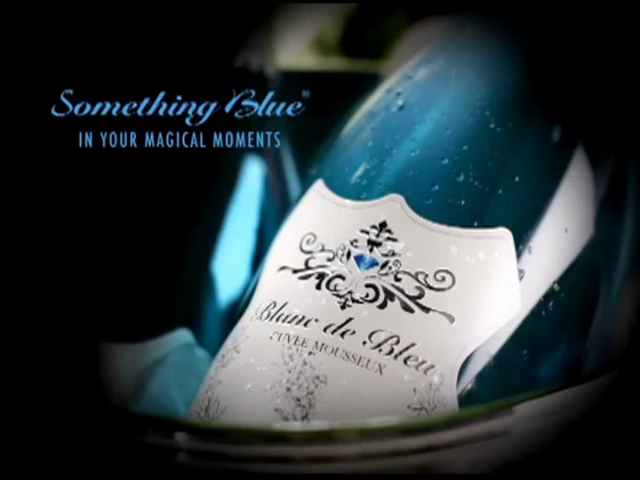 Something Blue®
IN YOUR MAGICAL MOMENTS
Blanc de Bleu
CUVÉE MOUSSEUX